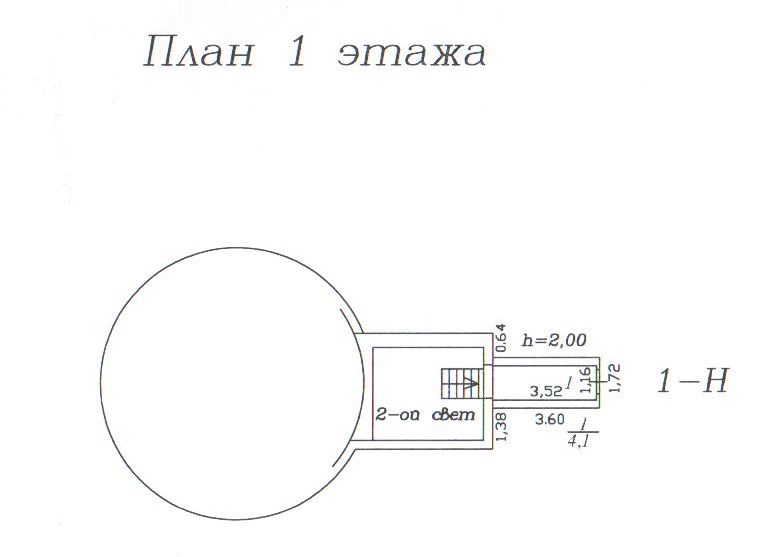 План 1 этажа
0.64
h=2,00
1,16
1,72
1-Н
3,52
1
2-ой свет
1,38
3.60
1
4,1